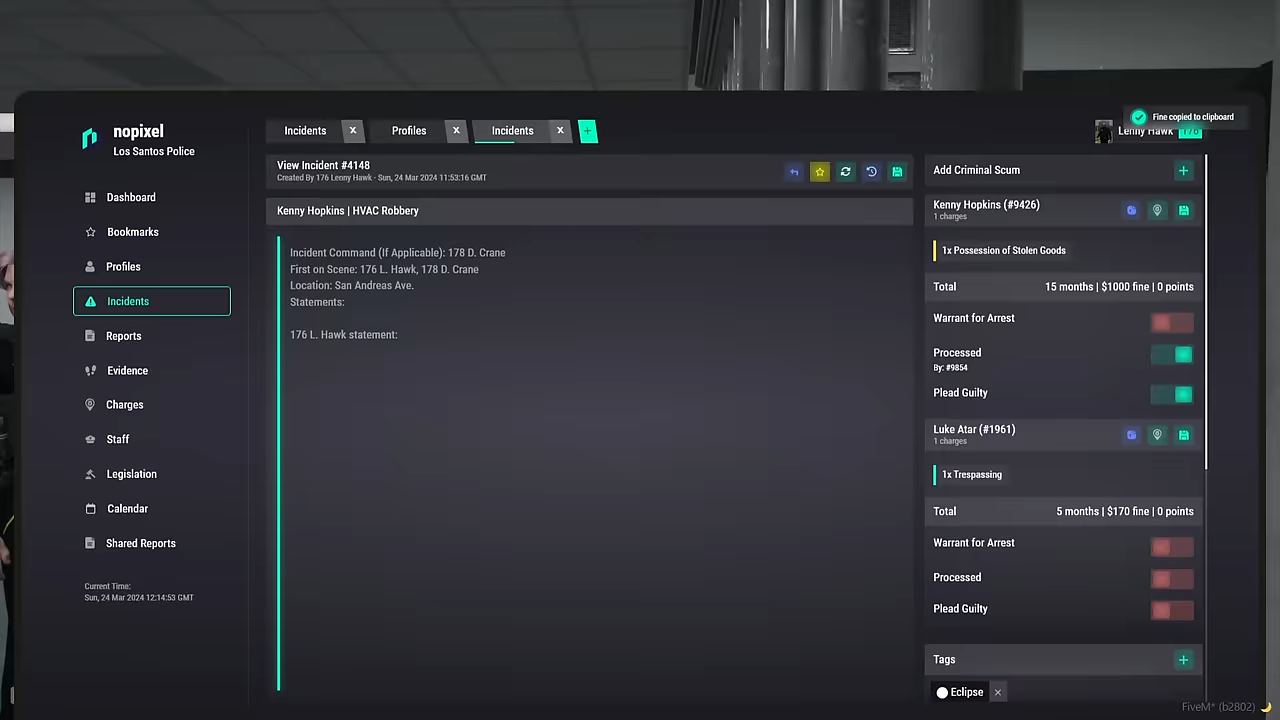 nopixel
Los Santos Police
Dashboard
Bookmarks
Profiles
Incidents
Reports
Evidence
Charges
Staff
Legislation
Calendar
Shared Reports
Current Time:
Sun, 24 Mar 2024 12:14:53 GMT
Incidents x
Profiles x
Incidents x
+
View Incident #4148
Created By 176 Lenny Hawk - Sun, 24 Mar 2024 11:53:16 GMT
Kenny Hopkins | HVAC Robbery
Incident Command (If Applicable): 178 D. Crane
First on Scene: 176 L. Hawk, 178 D. Crane
Location: San Andreas Ave.
Statements:
176 L. Hawk statement:
Fine copied to clipboard
Lenny Hawk 176
Add Criminal Scum +
Kenny Hopkins (#9426)
1 charges
1x Possession of Stolen Goods
Total 15 months | $1000 fine | 0 points
Warrant for Arrest
Processed
By: #9854
Plead Guilty
Luke Atar (#1961)
1 charges
1x Trespassing
Total 5 months | $170 fine | 0 points
Warrant for Arrest
Processed
Plead Guilty
Tags +
Eclipse x
FiveM* (b2802)